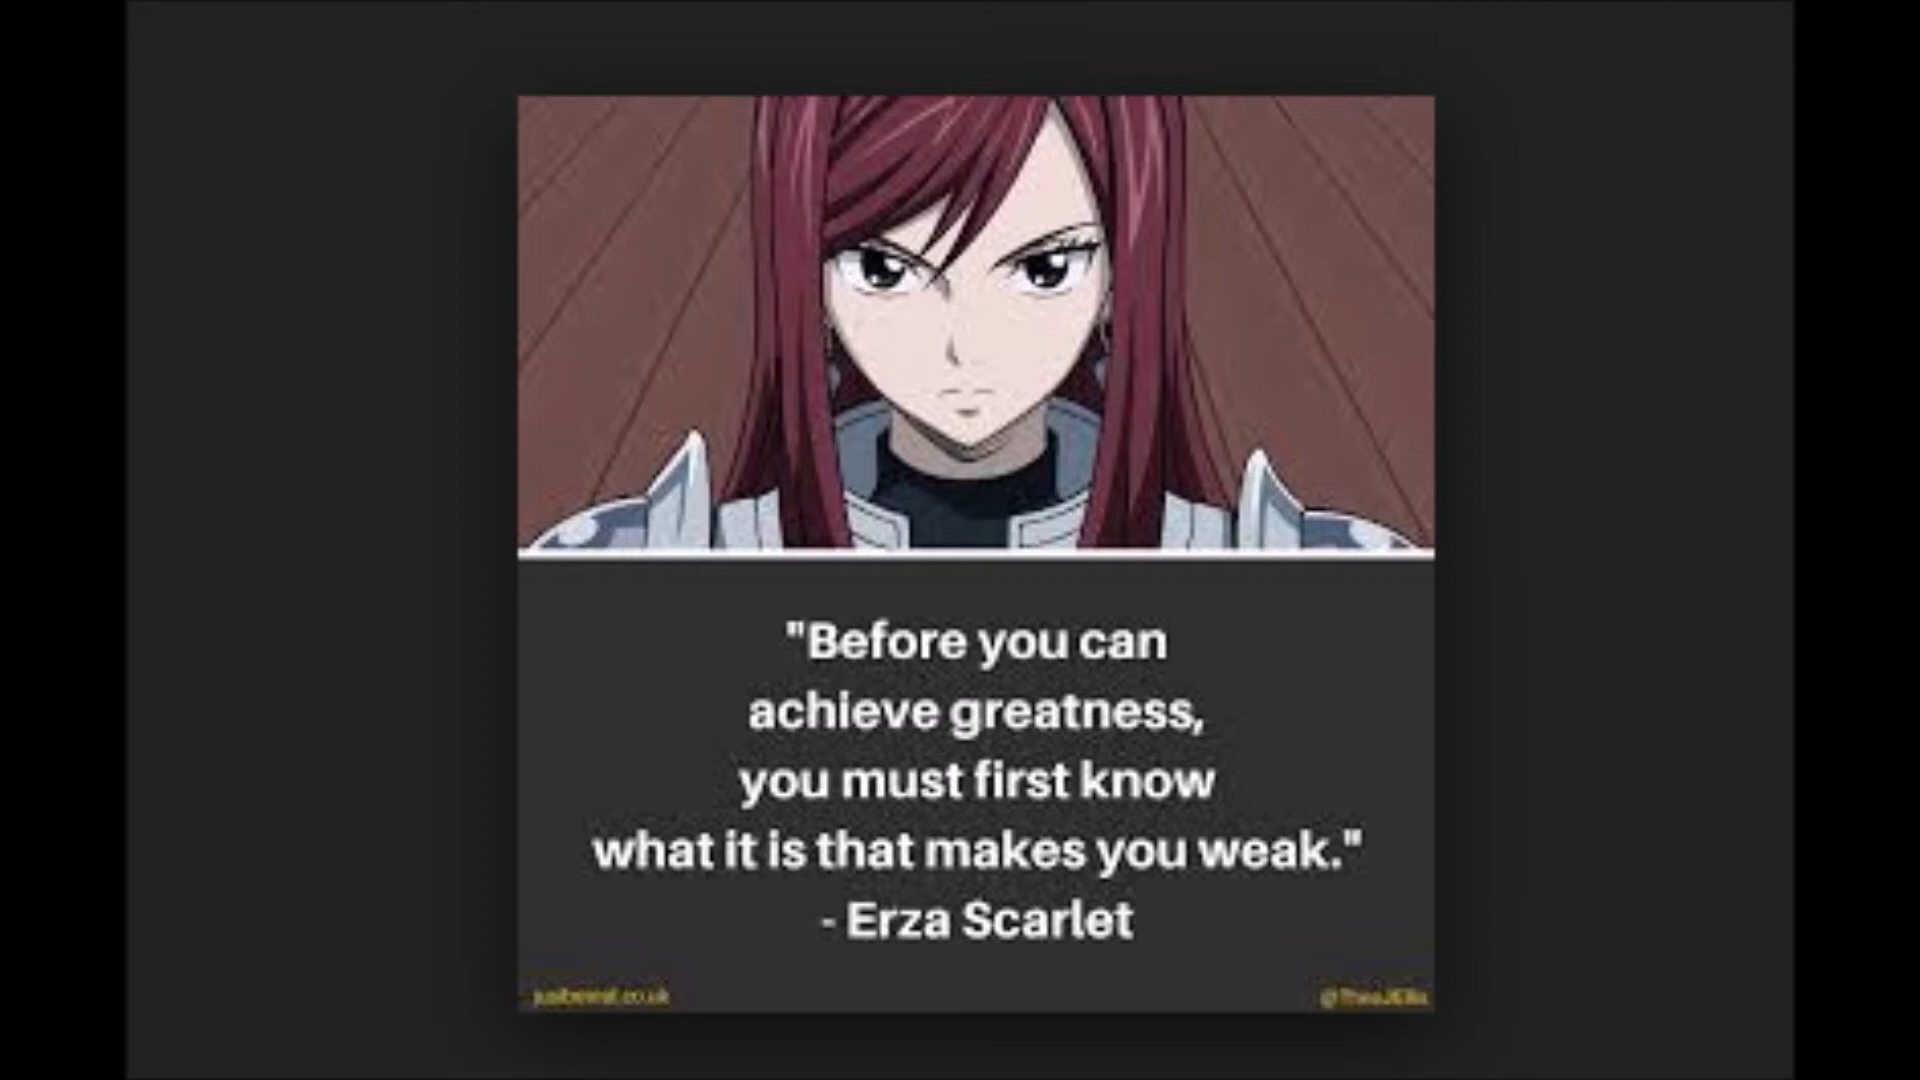 "Before you can
achieve greatness,
you must first know
what it is that makes you weak."
- Erza Scarlet